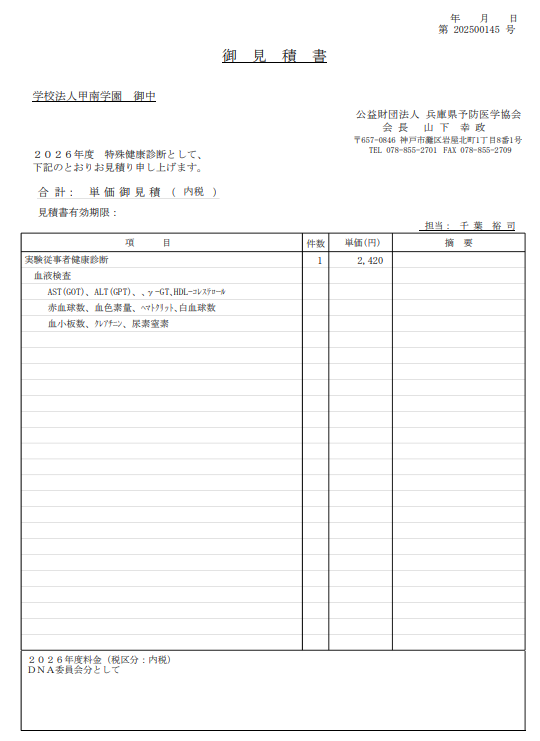 年　　月　　日
第 202500145 号
御　見　積　書
学校法人甲南学園　御中
公益財団法人 兵庫県予防医学協会
会 長　山 下　幸 政
〒657-0846 神戸市灘区岩屋北町1丁目8番1号
TEL 078-855-2701 FAX 078-855-2709
２０２６年度　特殊健康診断として、
下記のとおりお見積り申し上げます。
合 計：　単 価 御 見 積　（　内税　）
見積書有効期限：
担当：　千 葉　裕 司
項　　　目　件数　単価(円)　摘　要
実験従事者健康診断　1　2,420
血液検査
AST(GOT)、ALT(GPT)、、γ-GT、HDL-ｺﾚｽﾃﾛｰﾙ
赤血球数、血色素量、ﾍﾏﾄｸﾘｯﾄ、白血球数
血小板数、ｸﾚｱﾁﾆﾝ、尿素窒素
２０２６年度料金（税区分：内税）
ＤＮＡ委員会分として